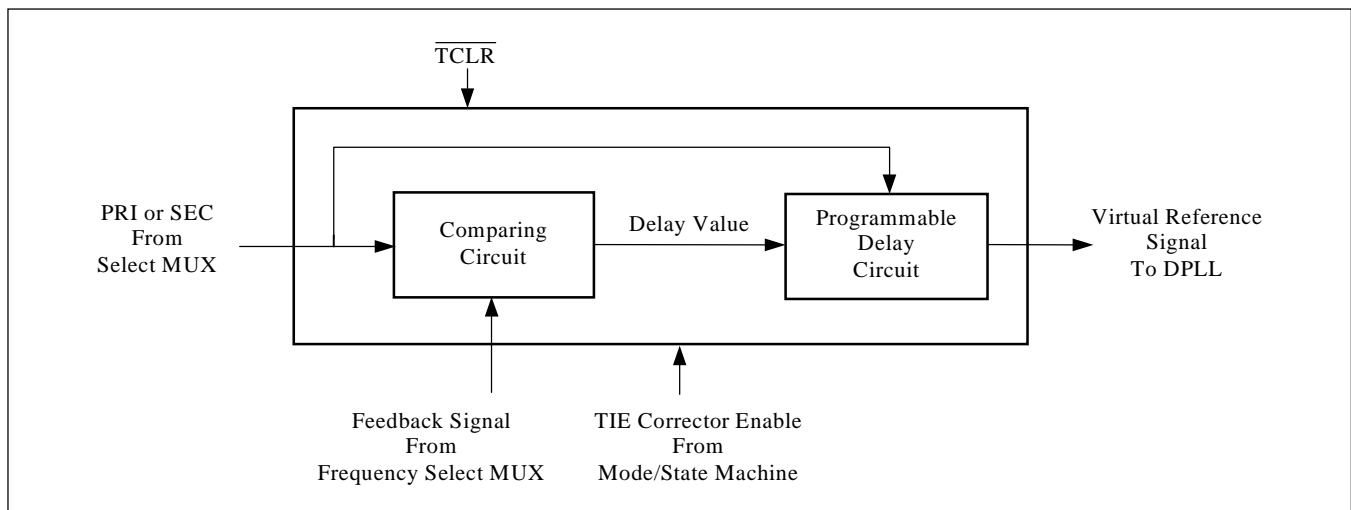 TCLR
PRI or SEC
From
Select MUX
Comparing
Circuit
Delay Value
Programmable
Delay
Circuit
Virtual Reference
Signal
To DPLL
Feedback Signal
From
Frequency Select MUX
TIE Corrector Enable
From
Mode/State Machine